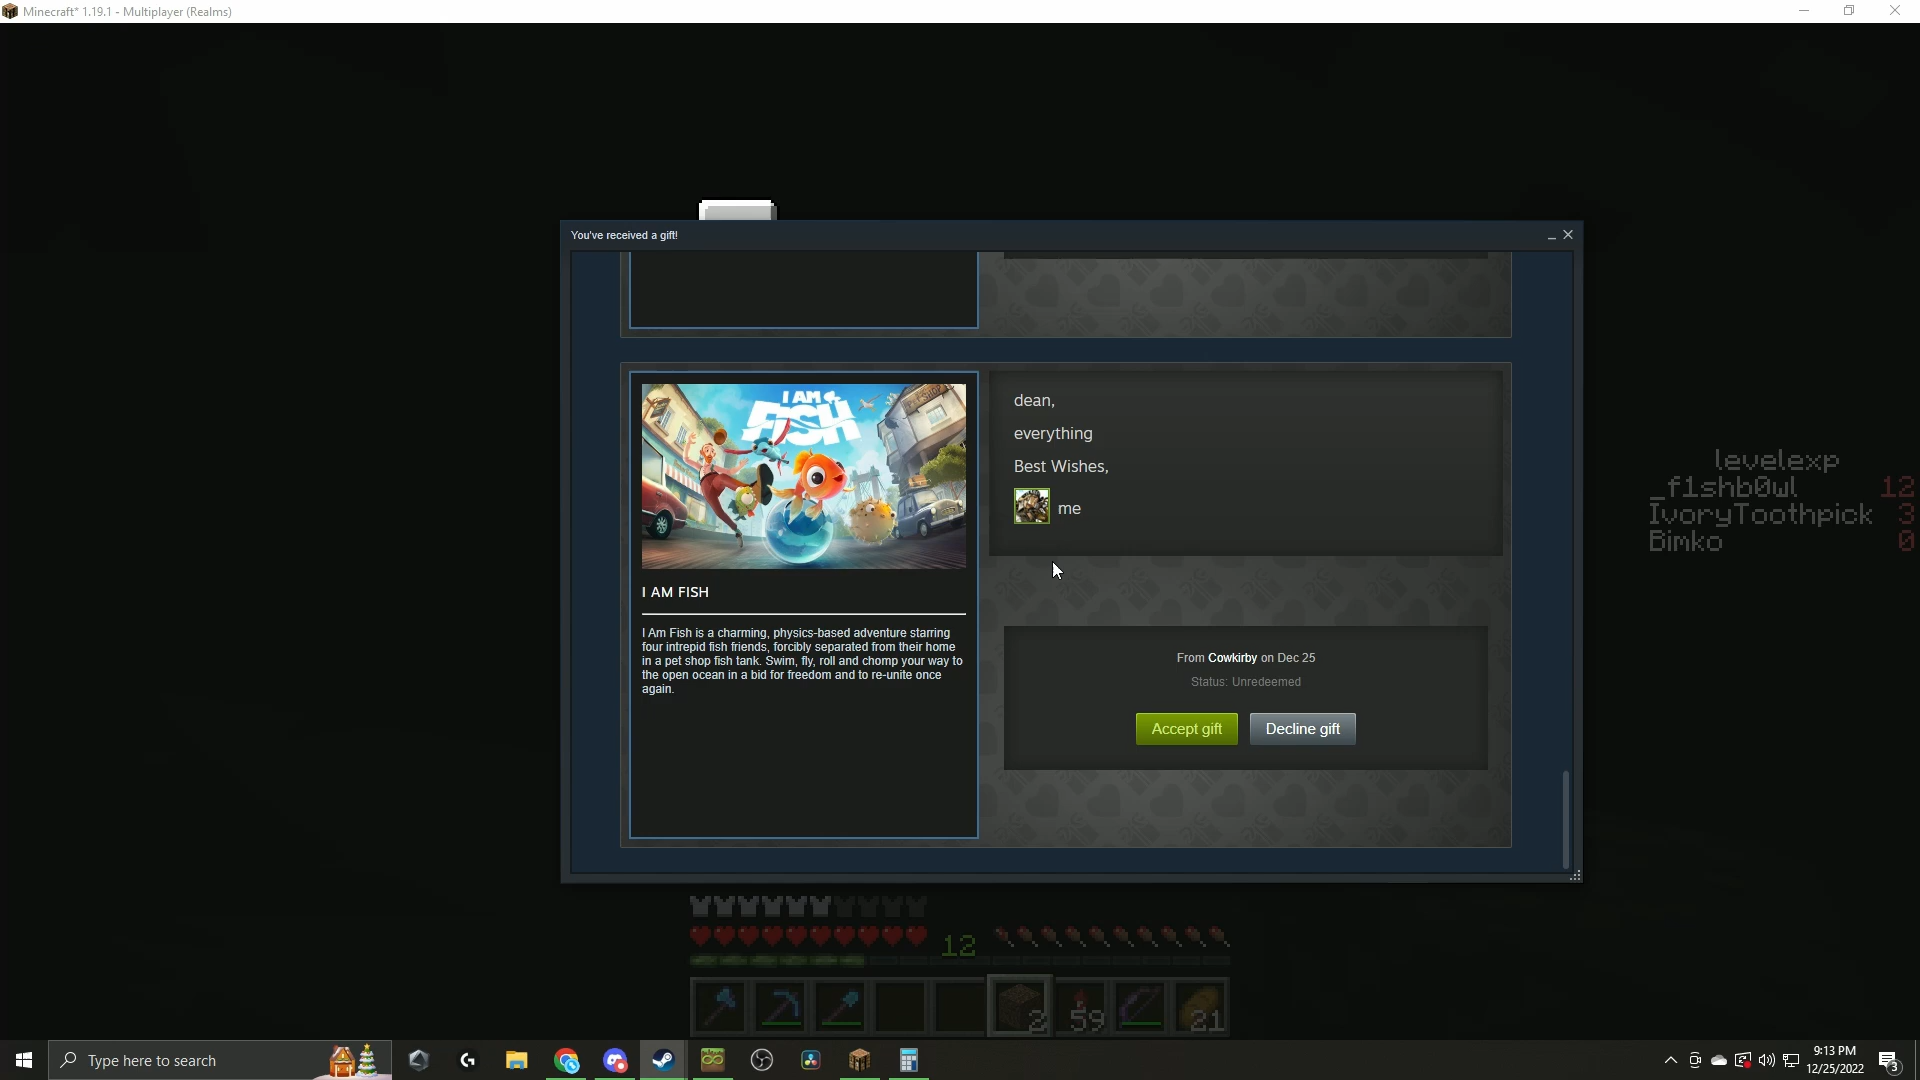 Minecraft* 1.19.1 - Multiplayer (Realms)
You've received a gift!
I AM
FISH
dean,
everything
Best Wishes,
me
I AM FISH
I Am Fish is a charming, physics-based adventure starring
four intrepid fish friends, forcibly separated from their home
in a pet shop fish tank. Swim, fly, roll and chomp your way to
the open ocean in a bid for freedom and to re-unite once
again.
From Cowkirby on Dec 25
Status: Unredeemed
Accept gift
Decline gift
levelexp
_f1shb0wl 12
IvoryToothpick 3
Bimko 0
12
2
59
21
Type here to search
9:13 PM
12/25/2022
3